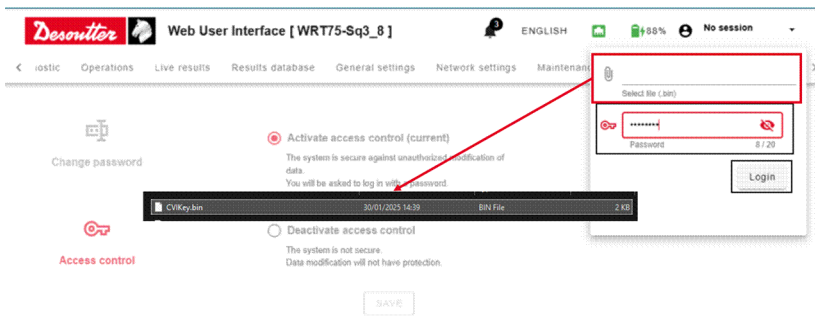 Desoutter
Web User Interface [ WRT75-Sq3_8 ]
3
ENGLISH
88%
No session
Operations
Live results
Results database
General settings
Network settings
Select file (.bin)
••••••••
Password
8 / 20
Login
Change password
Activate access control (current)
The system is secure against unauthorized modification of
data.
You will be asked to log in with a password.
CVIKey.bin
30/01/2025 14:39
BIN File
2 KB
Access control
Deactivate access control
The system is not secure.
Data modification will not have protection.
SAVE